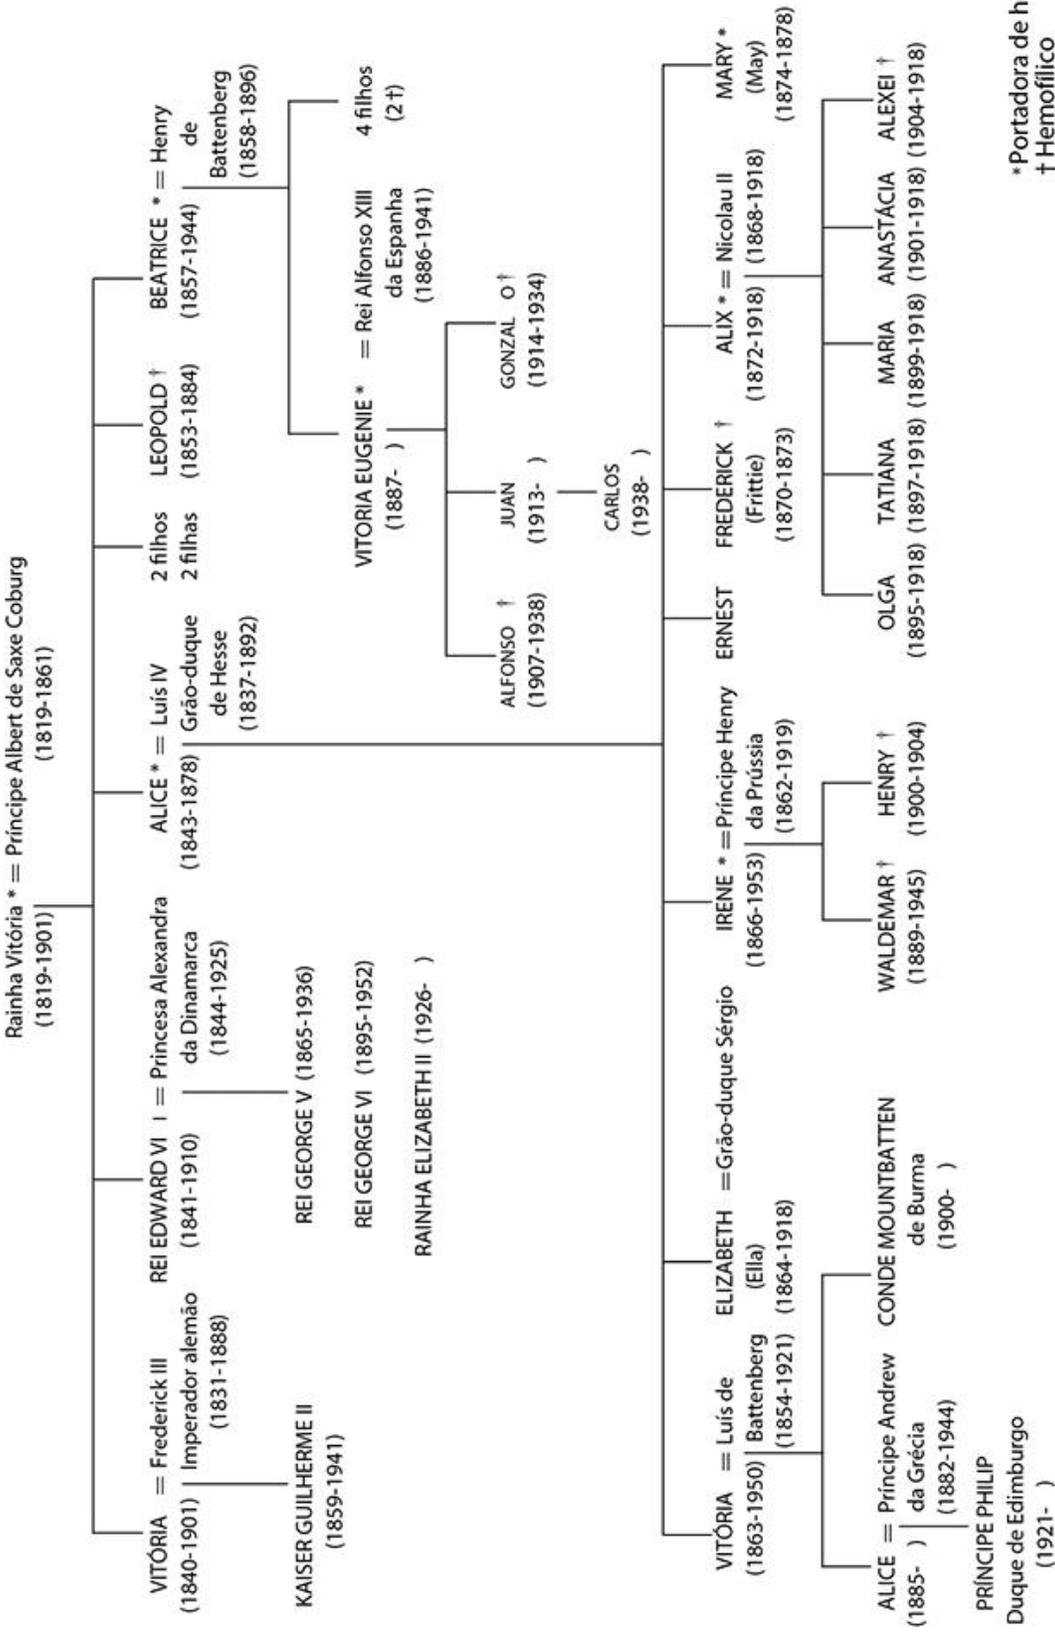 Rainha Vitória * = Príncipe Albert de Saxe Coburg
(1819-1901)
(1819-1861)
VITÓRIA = Frederick III
(1840-1901)
Imperador alemão
(1831-1888)
KAISER GUILHERME II
(1859-1941)
REI EDWARD VI I = Princesa Alexandra
(1841-1910)
da Dinamarca
(1844-1925)
REI GEORGE V (1865-1936)
REI GEORGE VI (1895-1952)
RAINHA ELIZABETH II (1926- )
ALICE * = Luís IV
(1843-1878)
Grão-duque
de Hesse
(1837-1892)
2 filhos
2 filhas
LEOPOLD †
(1853-1884)
BEATRICE * = Henry
(1857-1944)
de
Battenberg
(1858-1896)
VITORIA EUGENIE * = Rei Alfonso XIII
(1887- )
da Espanha
(1886-1941)
4 filhos
(2†)
ALFONSO †
(1907-1938)
JUAN
(1913- )
GONZAL O†
(1914-1934)
CARLOS
(1938- )
VITÓRIA = Luís de
(1863-1950)
Battenberg
(1854-1921)
ELIZABETH =Grão-duque Sérgio
(Ella)
(1864-1918)
IRENE * =Príncipe Henry
(1866-1953)
da Prússia
(1862-1919)
ERNEST
FREDERICK †
(Frittie)
(1870-1873)
ALIX * = Nicolau II
(1872-1918)
(1868-1918)
MARY *
(May)
(1874-1878)
ALICE = Príncipe Andrew
(1885- )
da Grécia
(1882-1944)
CONDE MOUNTBATTEN
de Burma
(1900- )
PRÍNCIPE PHILIP
Duque de Edimburgo
(1921- )
WALDEMAR †
(1889-1945)
HENRY †
(1900-1904)
OLGA
(1895-1918)
TATIANA
(1897-1918)
MARIA
(1899-1918)
ANASTÁCIA
(1901-1918)
ALEXEI †
(1904-1918)
*Portadora de h
† Hemofílico